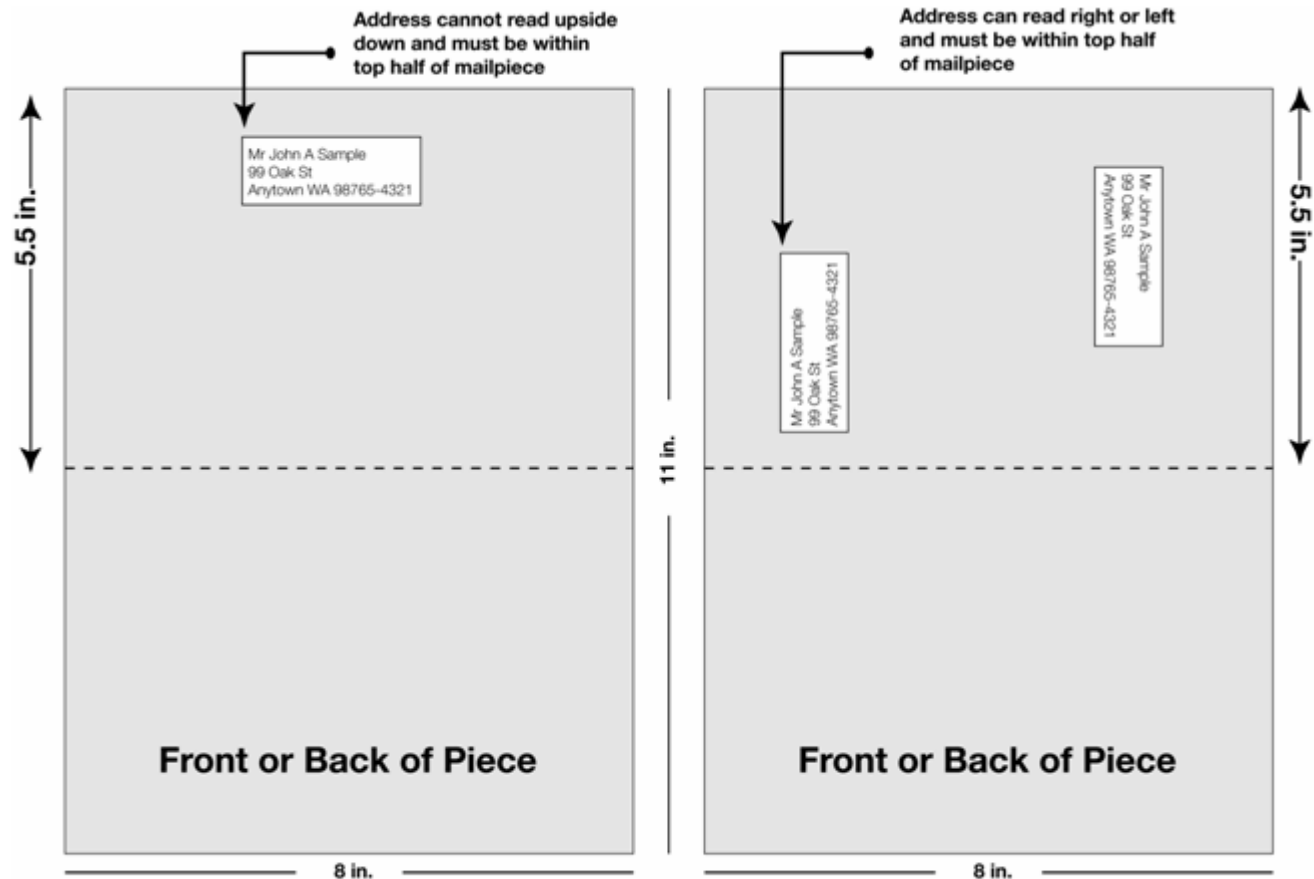 Address cannot read upside
down and must be within
top half of mailpiece
Mr John A Sample
99 Oak St
Anytown WA 98765-4321
5.5 in.
Front or Back of Piece
8 in.
11 in.
Address can read right or left
and must be within top half
of mailpiece
Mr John A Sample
99 Oak St
Anytown WA 98765-4321
Mr John A Sample
99 Oak St
Anytown WA 98765-4321
5.5 in.
Front or Back of Piece
8 in.